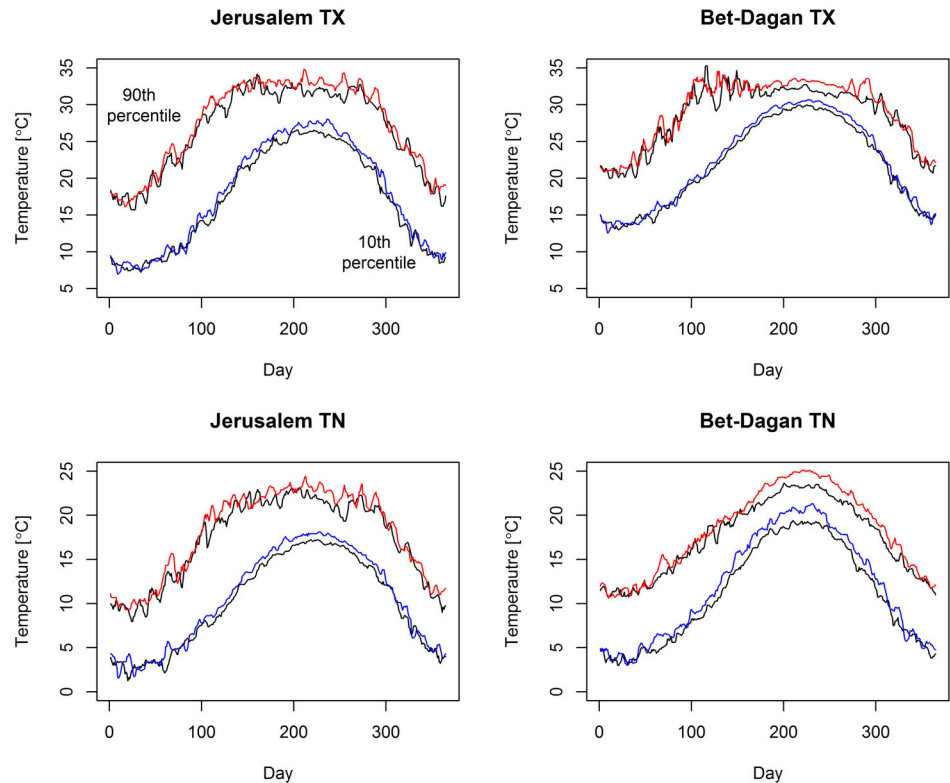 Jerusalem TX
Bet-Dagan TX
Temperature [°C]
35
30
25
20
15
10
5
90th
percentile
10th
percentile
0
100
200
300
Day
Temperature [°C]
35
30
25
20
15
10
5
0
100
200
300
Day
Jerusalem TN
Bet-Dagan TN
Temperature [°C]
25
20
15
10
5
0
0
100
200
300
Day
Temperautre [°C]
25
20
15
10
5
0
0
100
200
300
Day